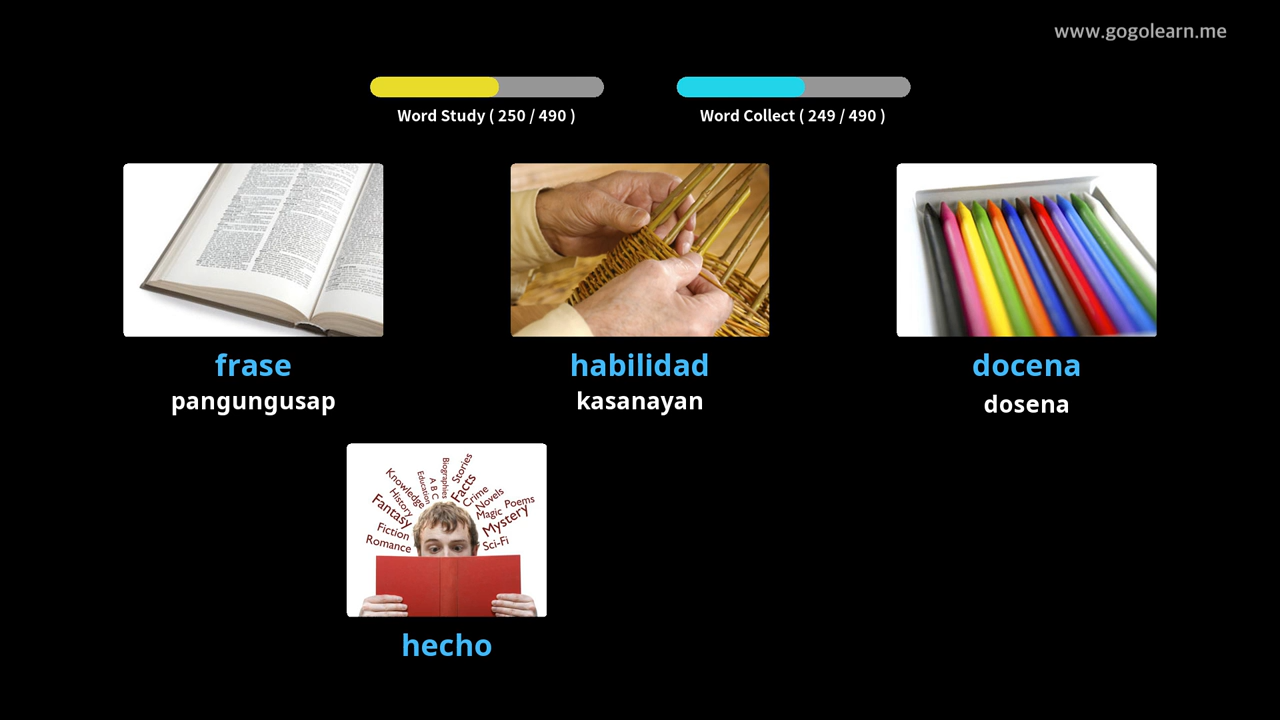 www.gogolearn.me
Word Study ( 250 / 490 )
Word Collect ( 249 / 490 )
frase
pangungusap
habilidad
kasanayan
docena
dosena
Knowledge
History
Fantasy
Fiction
Romance
Education
A B C
Biographies
Stories
Facts
Crime
Novels
Magic
Poems
Mystery
Sci-Fi
hecho